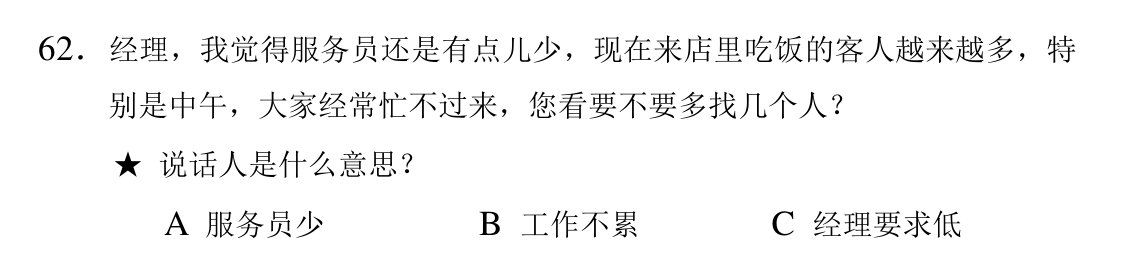 62. 经理，我觉得服务员还是有点儿少，现在来店里吃饭的客人越来越多，特
别是中午，大家经常忙不过来，您看要不要多找几个人？
★ 说话人是什么意思？
A 服务员少 B 工作不累 C 经理要求低